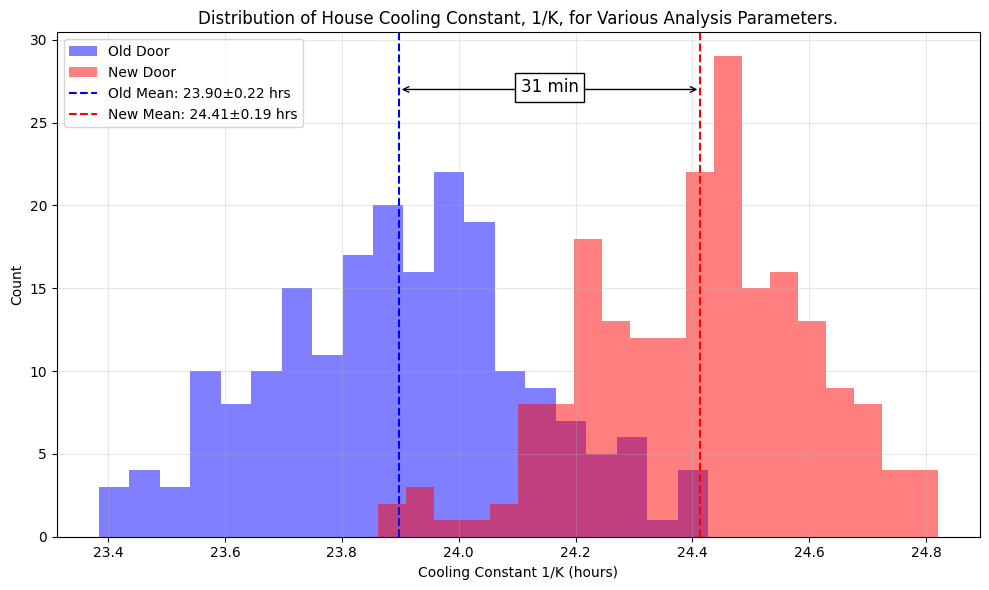 Distribution of House Cooling Constant, 1/K, for Various Analysis Parameters.
Old Door
New Door
Old Mean: 23.90±0.22 hrs
New Mean: 24.41±0.19 hrs
31 min
Count
30
25
20
15
10
5
0
23.4 23.6 23.8 24.0 24.2 24.4 24.6 24.8
Cooling Constant 1/K (hours)